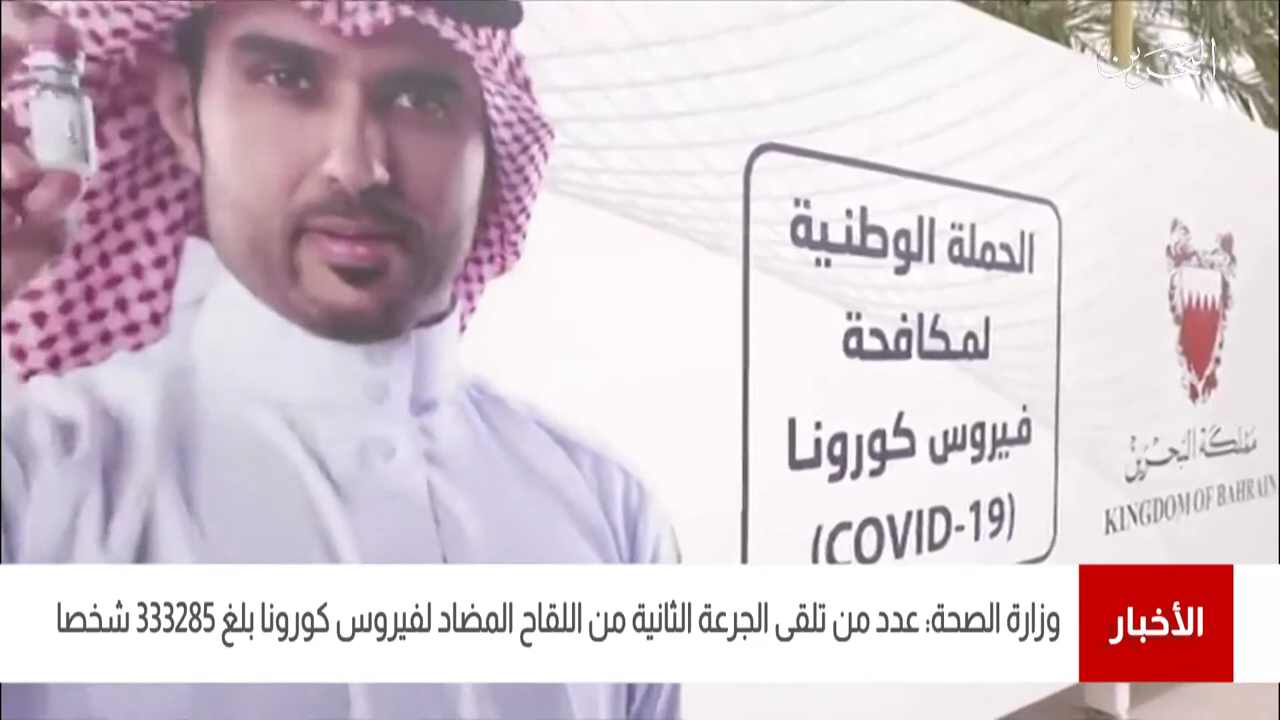 البحرين
الحملة الوطنية
لمكافحة
فيروس كورونا
(COVID-19)
مملكة البحرين
KINGDOM OF BAHRAIN
الأخبار
وزارة الصحة: عدد من تلقى الجرعة الثانية من اللقاح المضاد لفيروس كورونا بلغ 333285 شخصا